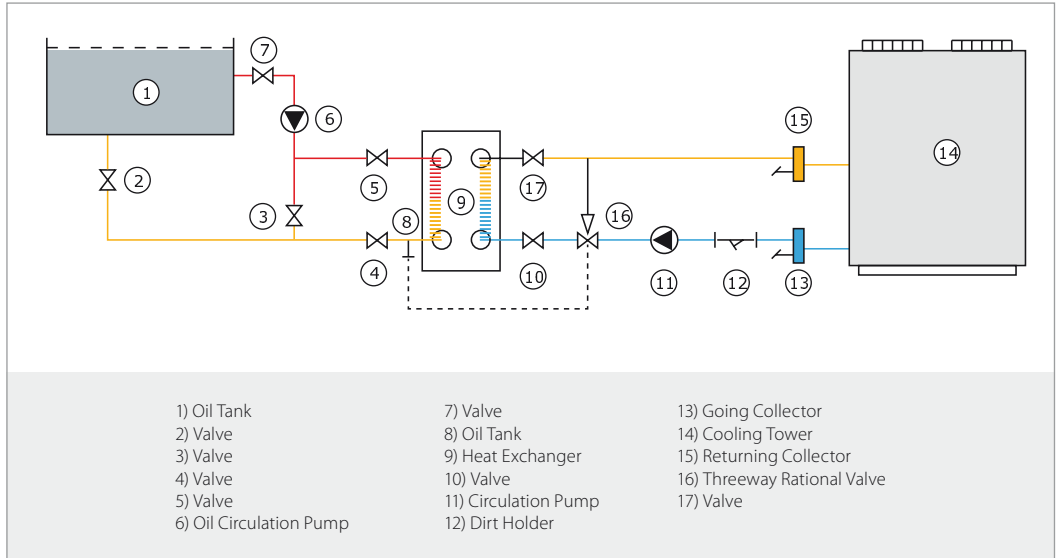 7
1
6
15
14
2
5
17
9
3
8
16
4
10
11
12
13
1) Oil Tank
2) Valve
3) Valve
4) Valve
5) Valve
6) Oil Circulation Pump
7) Valve
8) Oil Tank
9) Heat Exchanger
10) Valve
11) Circulation Pump
12) Dirt Holder
13) Going Collector
14) Cooling Tower
15) Returning Collector
16) Threeway Rational Valve
17) Valve